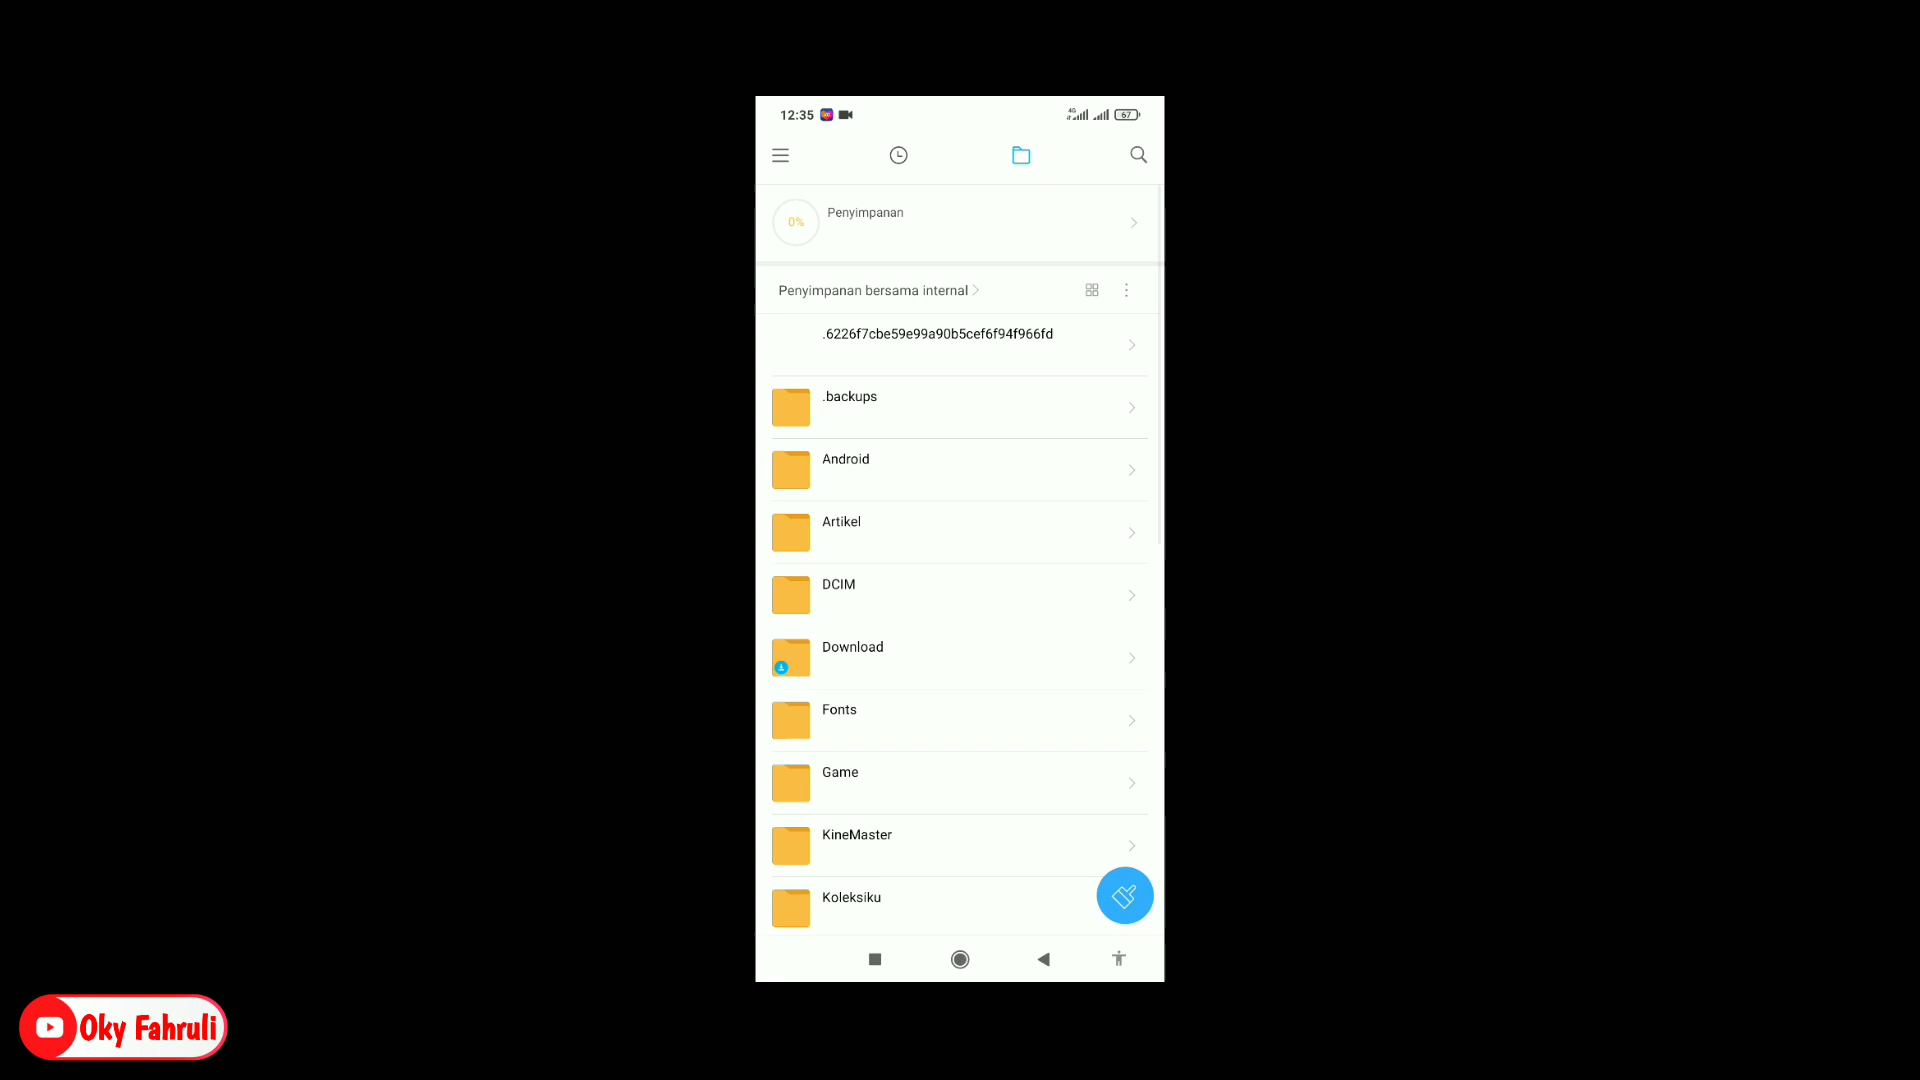 12:35
4G
67
0%
Penyimpanan
Penyimpanan bersama internal
.6226f7cbe59e99a90b5cef6f94f966fd
.backups
Android
Artikel
DCIM
Download
Fonts
Game
KineMaster
Koleksiku
Oky Fahruli